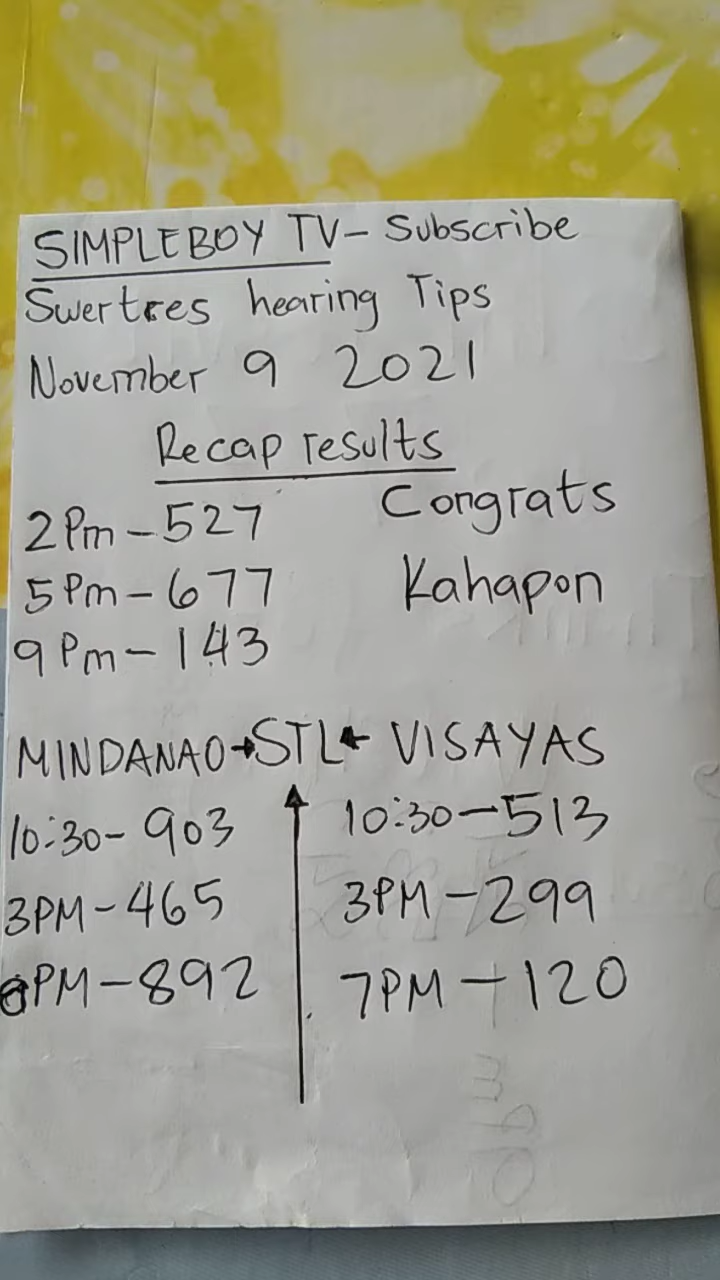 SIMPLEBOY TV - Subscribe
Swertres hearing Tips
November 9 2021
Recap results
2Pm - 527 Congrats
5Pm - 677 Kahapon
9Pm - 143
MINDANAO → STL ← VISAYAS
10:30 - 903 10:30 - 513
3PM - 465 3PM - 299
PM - 892 7PM - 120